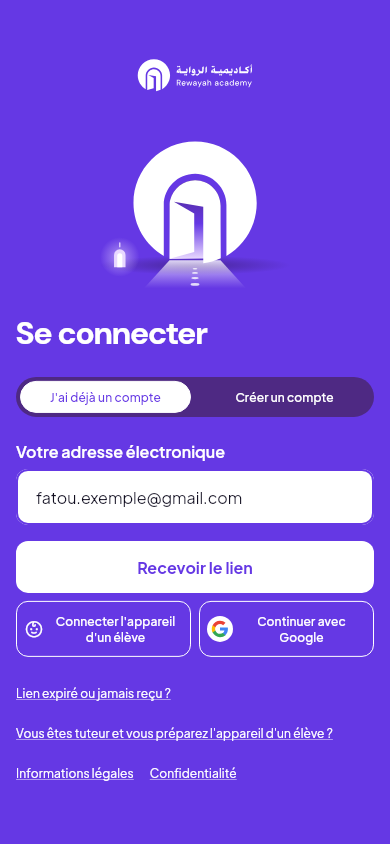 أكاديمية الرواية
Rewayah academy
Se connecter
J'ai déjà un compte
Créer un compte
Votre adresse électronique
fatou.exemple@gmail.com
Recevoir le lien
Connecter l'appareil
d'un élève
Continuer avec
Google
Lien expiré ou jamais reçu ?
Vous êtes tuteur et vous préparez l'appareil d'un élève ?
Informations légales
Confidentialité